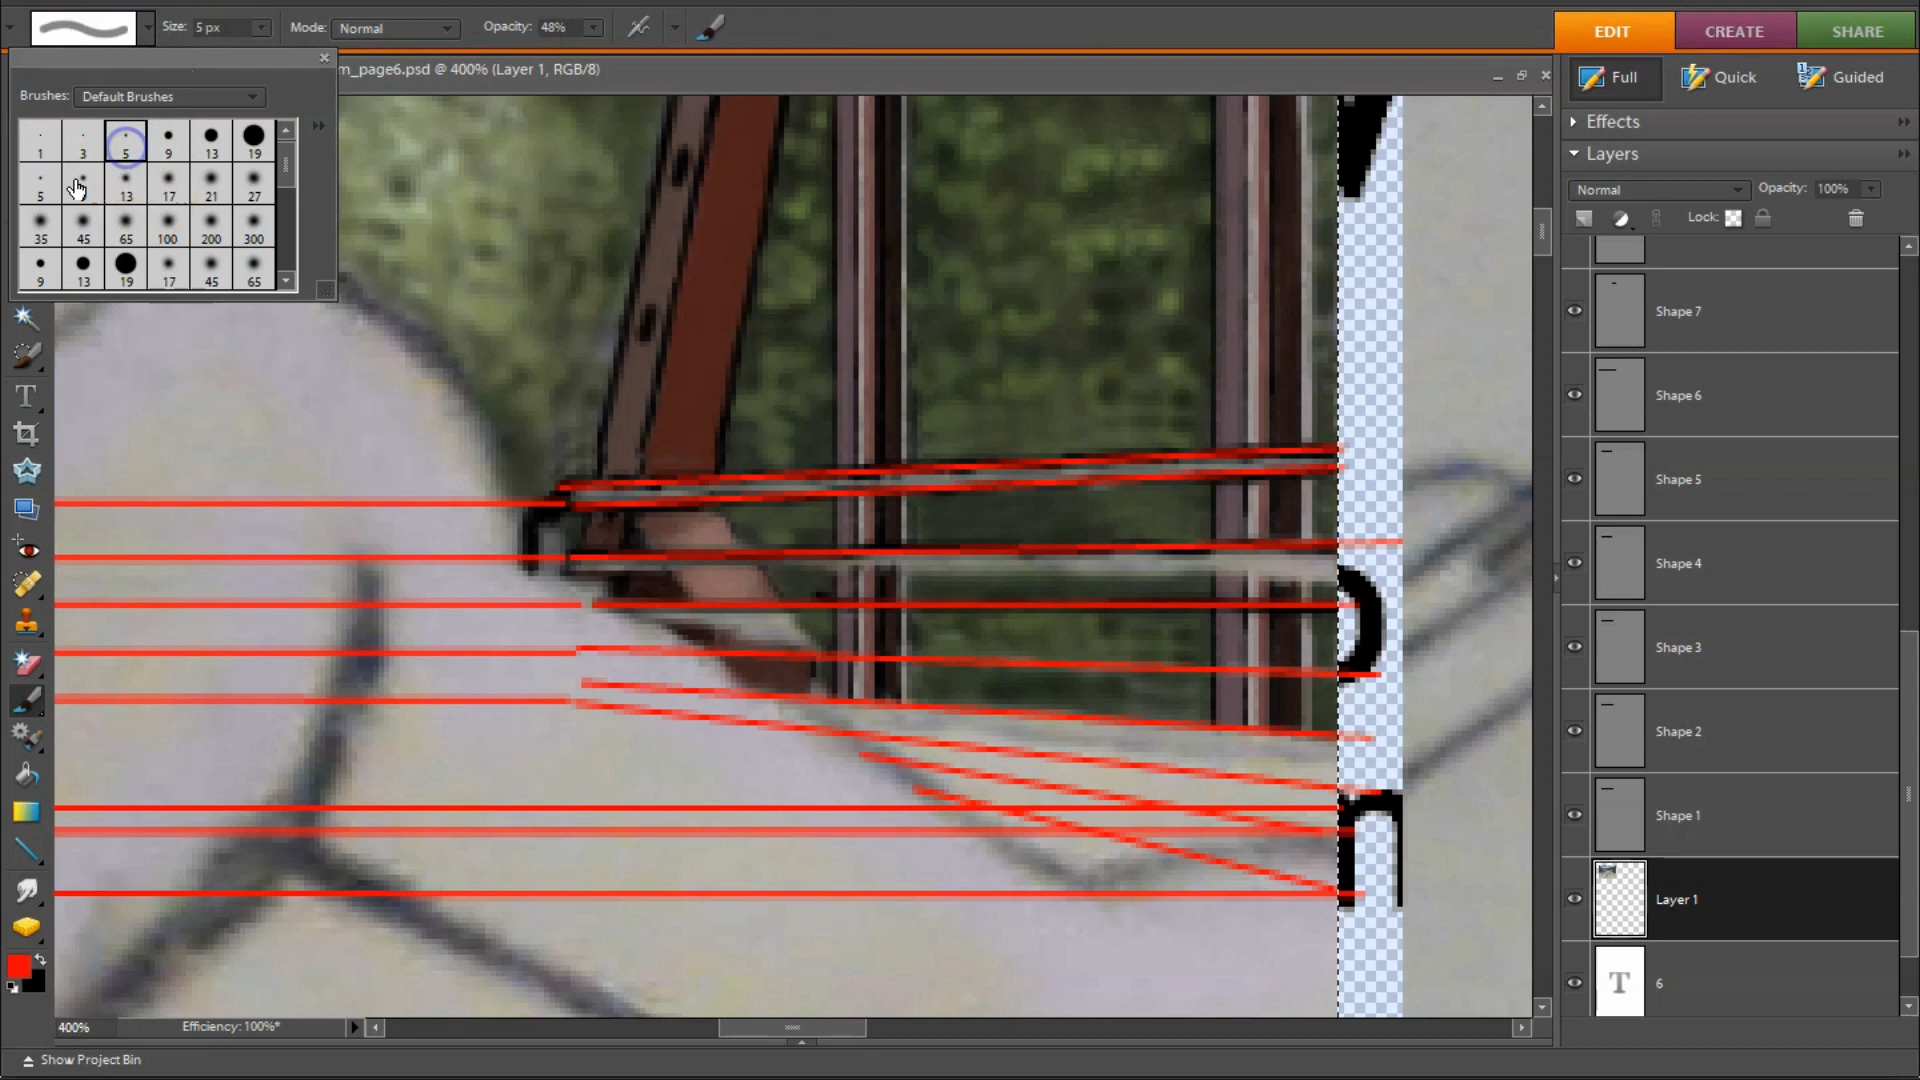 Size: 5 px Mode: Normal Opacity: 48%
EDIT CREATE SHARE
m_page6.psd @ 400% (Layer 1, RGB/8)
Full Quick Guided
Brushes: Default Brushes
1 3 5 9 13 19
5 13 17 21 27
35 45 65 100 200 300
9 13 19 17 45 65
Effects
Layers
Normal Opacity: 100%
Lock:
Shape 7
Shape 6
Shape 5
Shape 4
Shape 3
Shape 2
Shape 1
Layer 1
T 6
400% Efficiency: 100%*
Show Project Bin